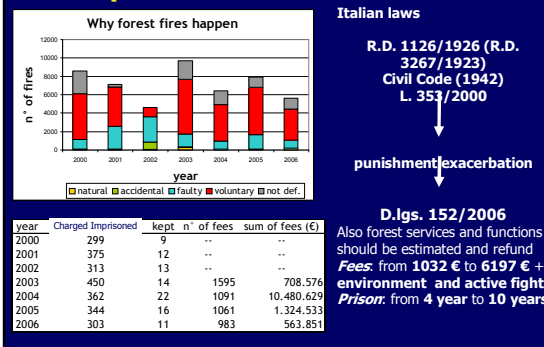 Why forest fires happen
12000
10000
8000
6000
4000
2000
0
n° of fires
2000 2001 2002 2003 2004 2005 2006
year
natural accidental faulty voluntary not def.
year Charged Imprisoned kept n° of fees sum of fees (€)
2000 299 9 -- --
2001 375 12 -- --
2002 313 13 -- --
2003 450 14 1595 708.576
2004 362 22 1091 10.480.629
2005 344 16 1061 1.324.533
2006 303 11 983 563.851
Italian laws
R.D. 1126/1926 (R.D.
3267/1923)
Civil Code (1942)
L. 353/2000
punishment exacerbation
D.lgs. 152/2006
Also forest services and functions
should be estimated and refund
Fees: from 1032 € to 6197 € +
environment and active fight
Prison: from 4 year to 10 years